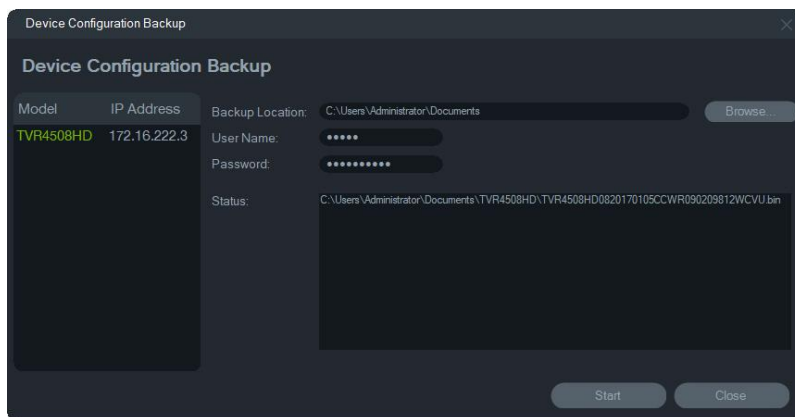 Device Configuration Backup
Device Configuration Backup
Model IP Address
TVR4508HD 172.16.222.3
Backup Location: C:\Users\Administrator\Documents Browse...
User Name: •••••
Password: ••••••••••
Status: C:\Users\Administrator\Documents\TVR4508HD\TVR4508HD0820170105CCWR090209812WCVU.bin
Start Close